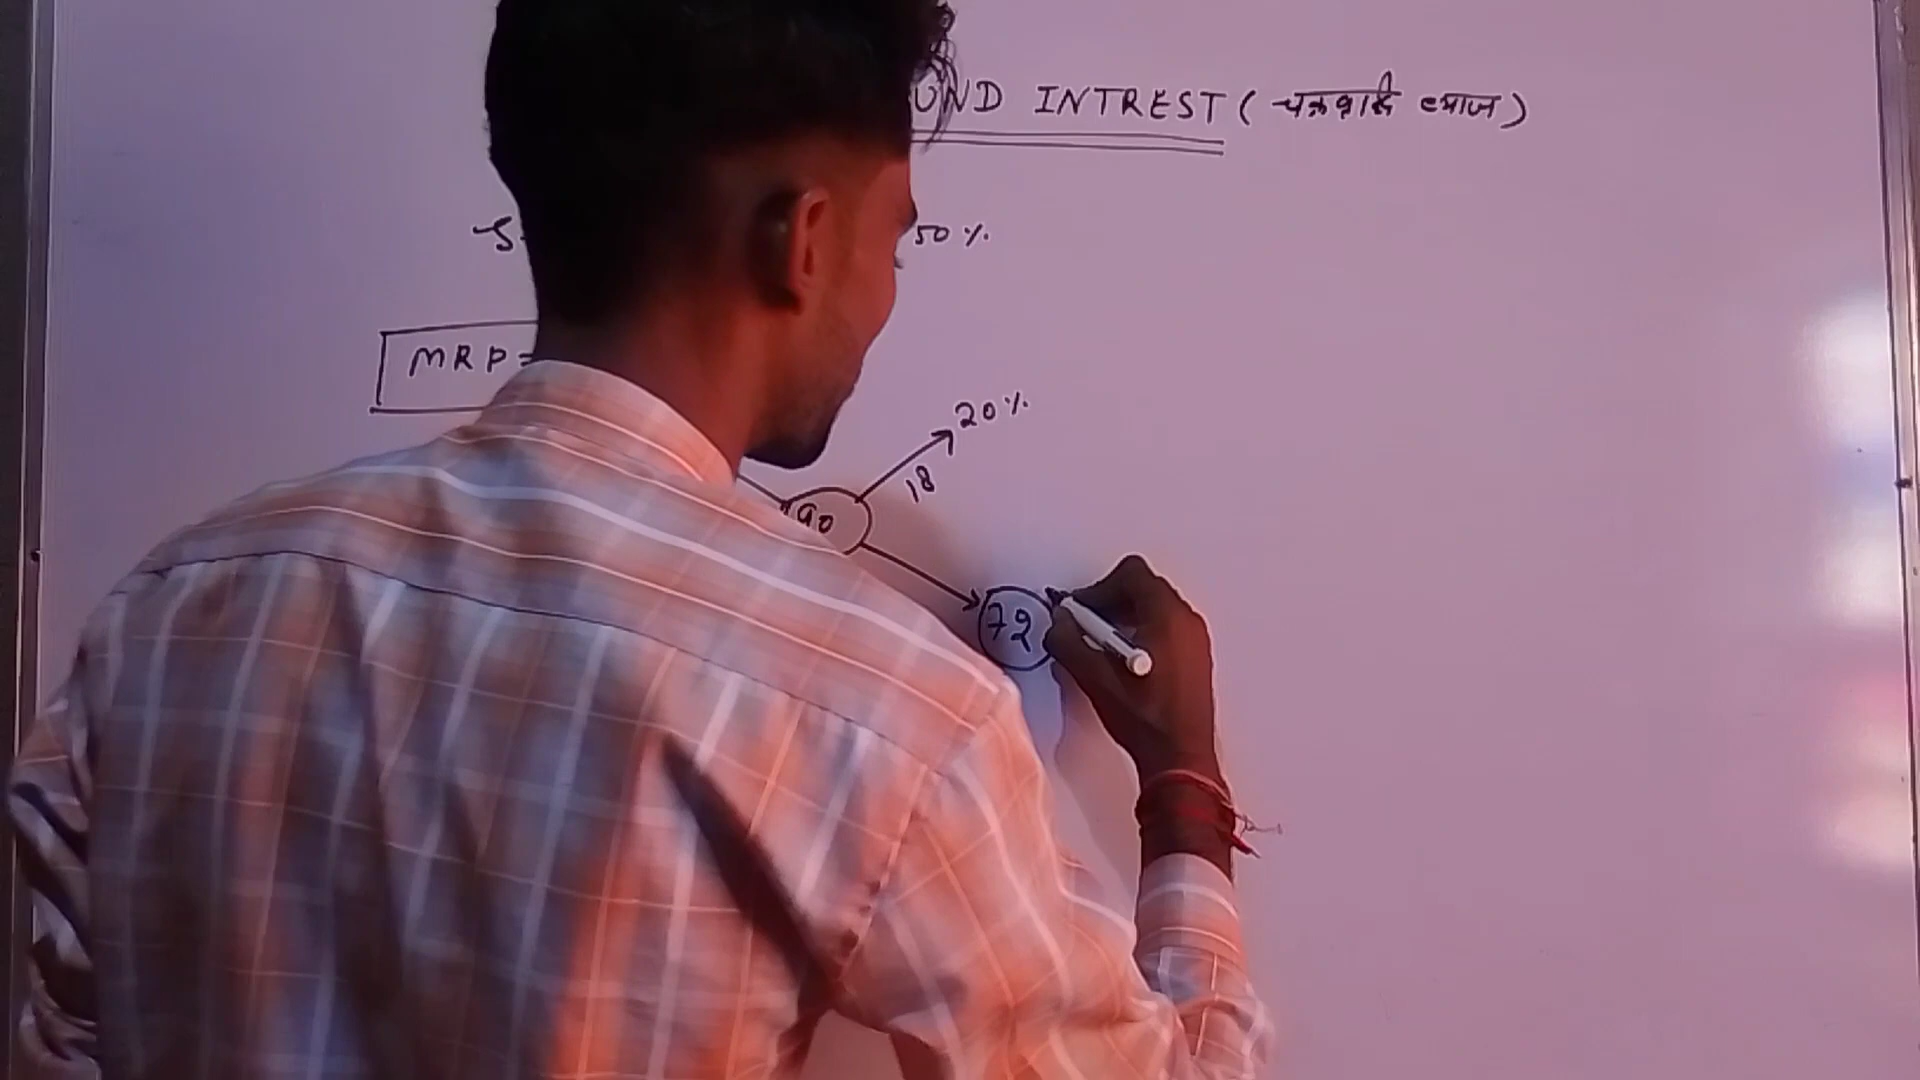 UND INTREST (चक्रवृद्धि ब्याज)
50 %.
MRP =
20 %.
18
90
72